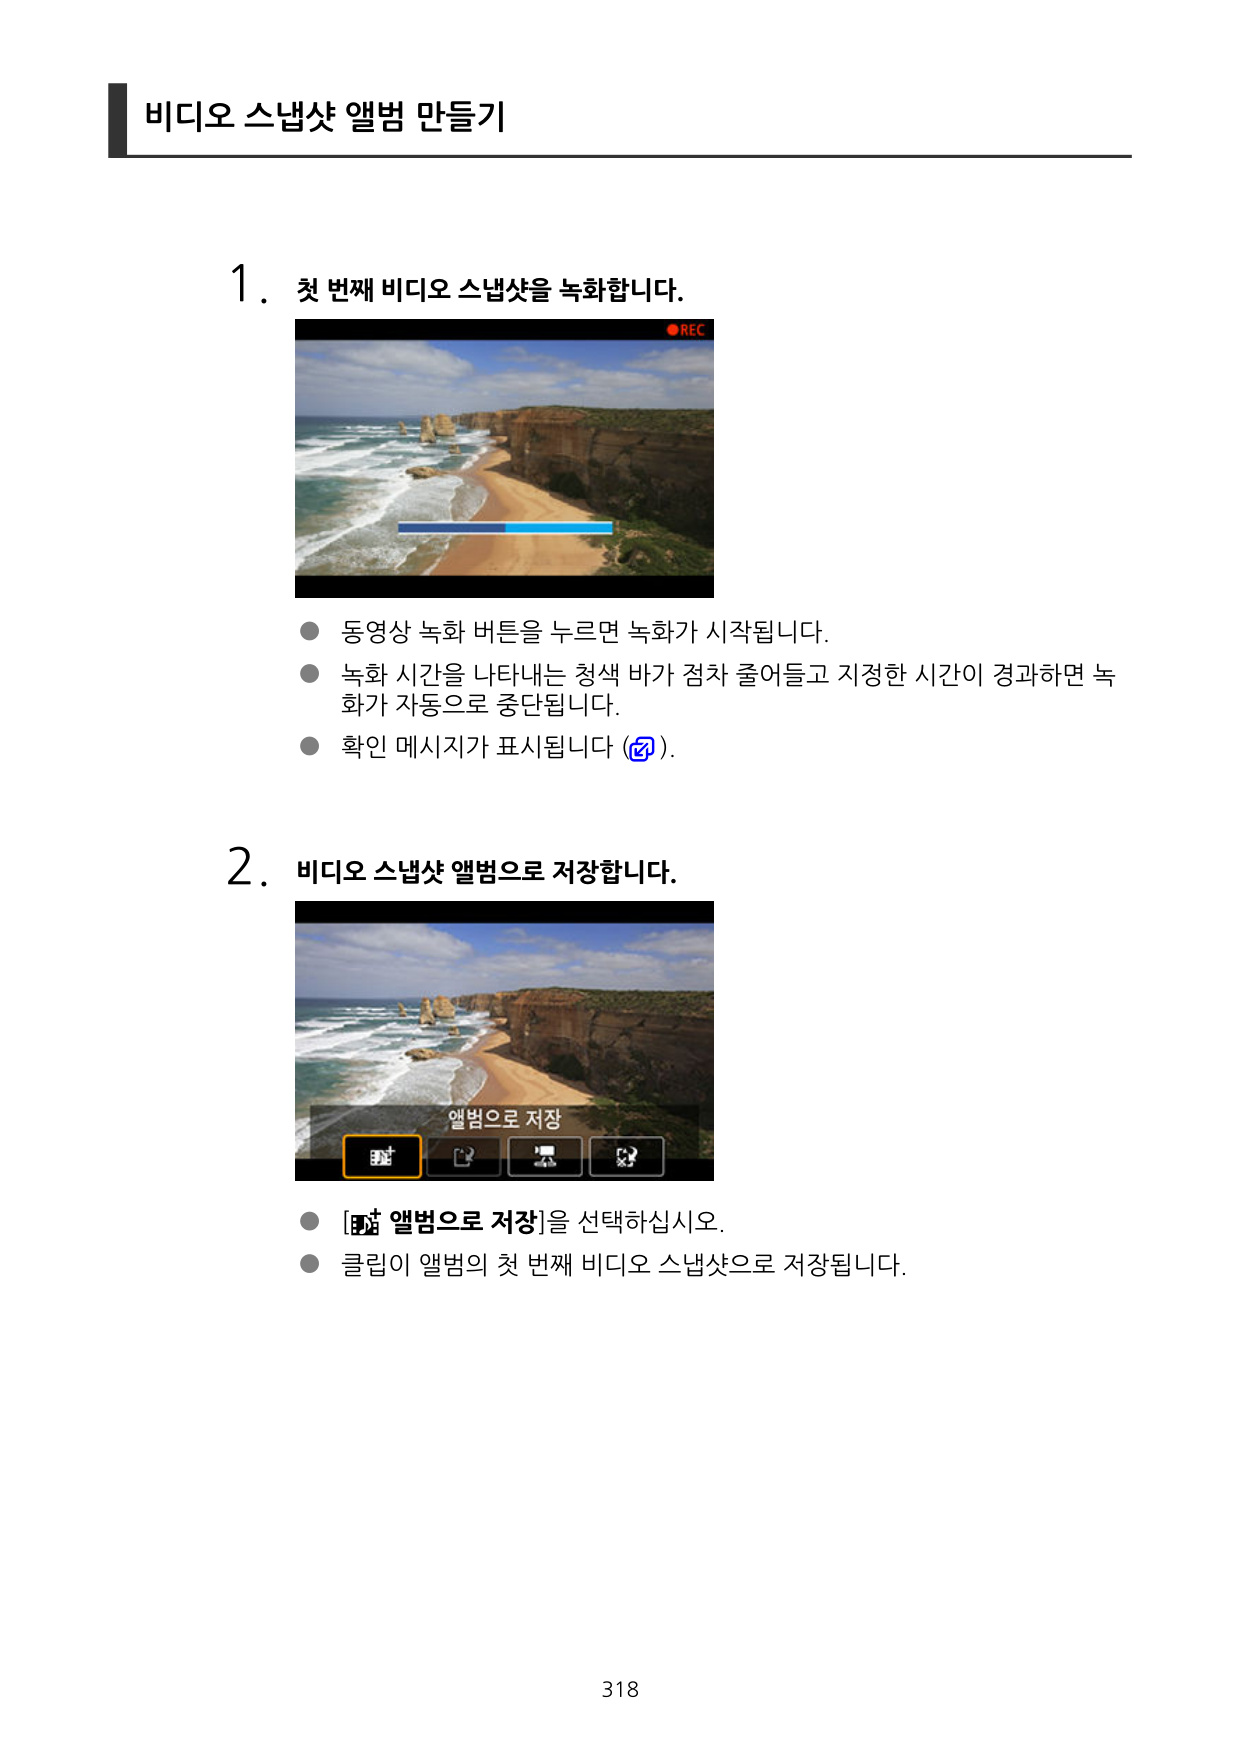 비디오 스냅샷 앨범 만들기
1. 첫 번째 비디오 스냅샷을 녹화합니다.
REC
● 동영상 녹화 버튼을 누르면 녹화가 시작됩니다.
● 녹화 시간을 나타내는 청색 바가 점차 줄어들고 지정한 시간이 경과하면 녹
화가 자동으로 중단됩니다.
● 확인 메시지가 표시됩니다 ( ).
2. 비디오 스냅샷 앨범으로 저장합니다.
앨범으로 저장
● [ 앨범으로 저장]을 선택하십시오.
● 클립이 앨범의 첫 번째 비디오 스냅샷으로 저장됩니다.
318